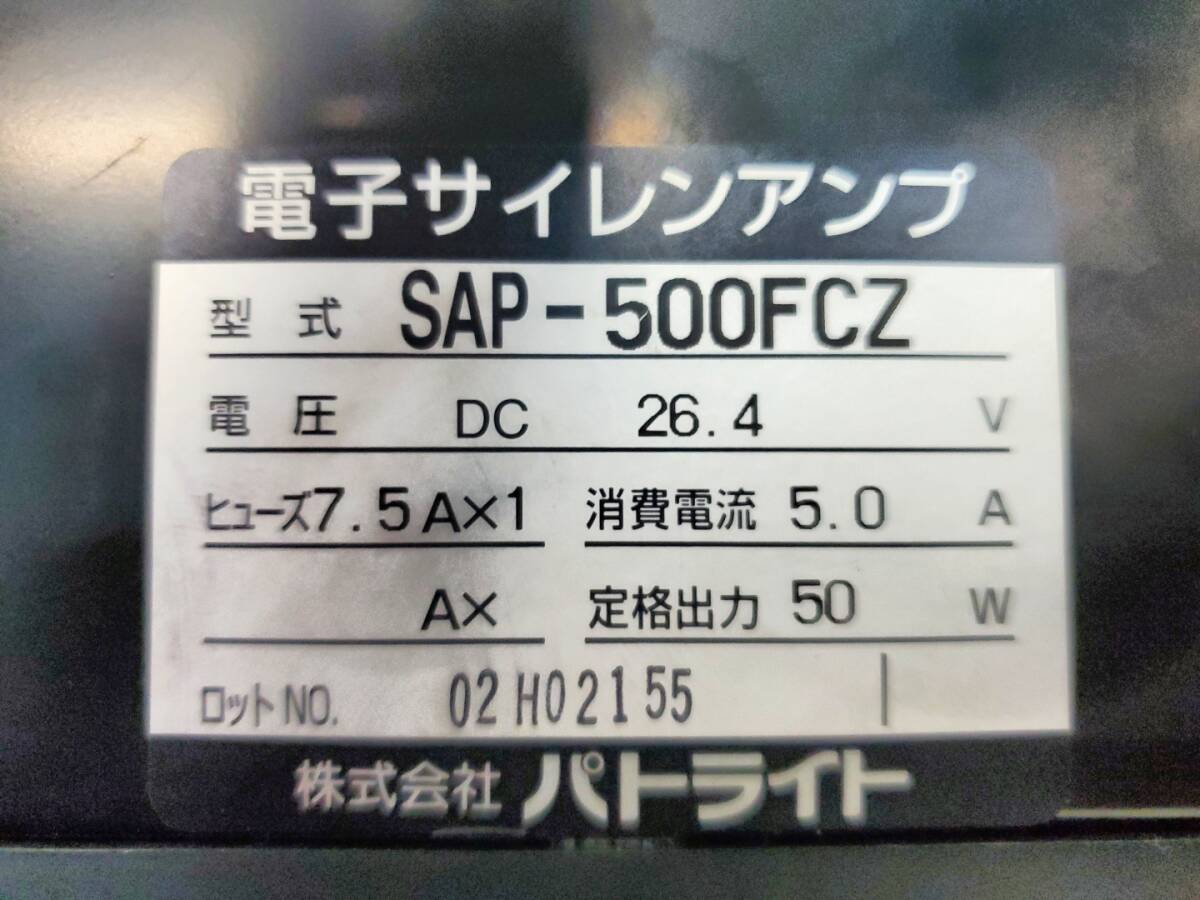 電子サイレンアンプ
型式 SAP-500FCZ
電圧 DC 26.4 V
ヒューズ7.5A×1 消費電流 5.0 A
A× 定格出力 50 W
ロットNO. 02H02155
株式会社 パトライト